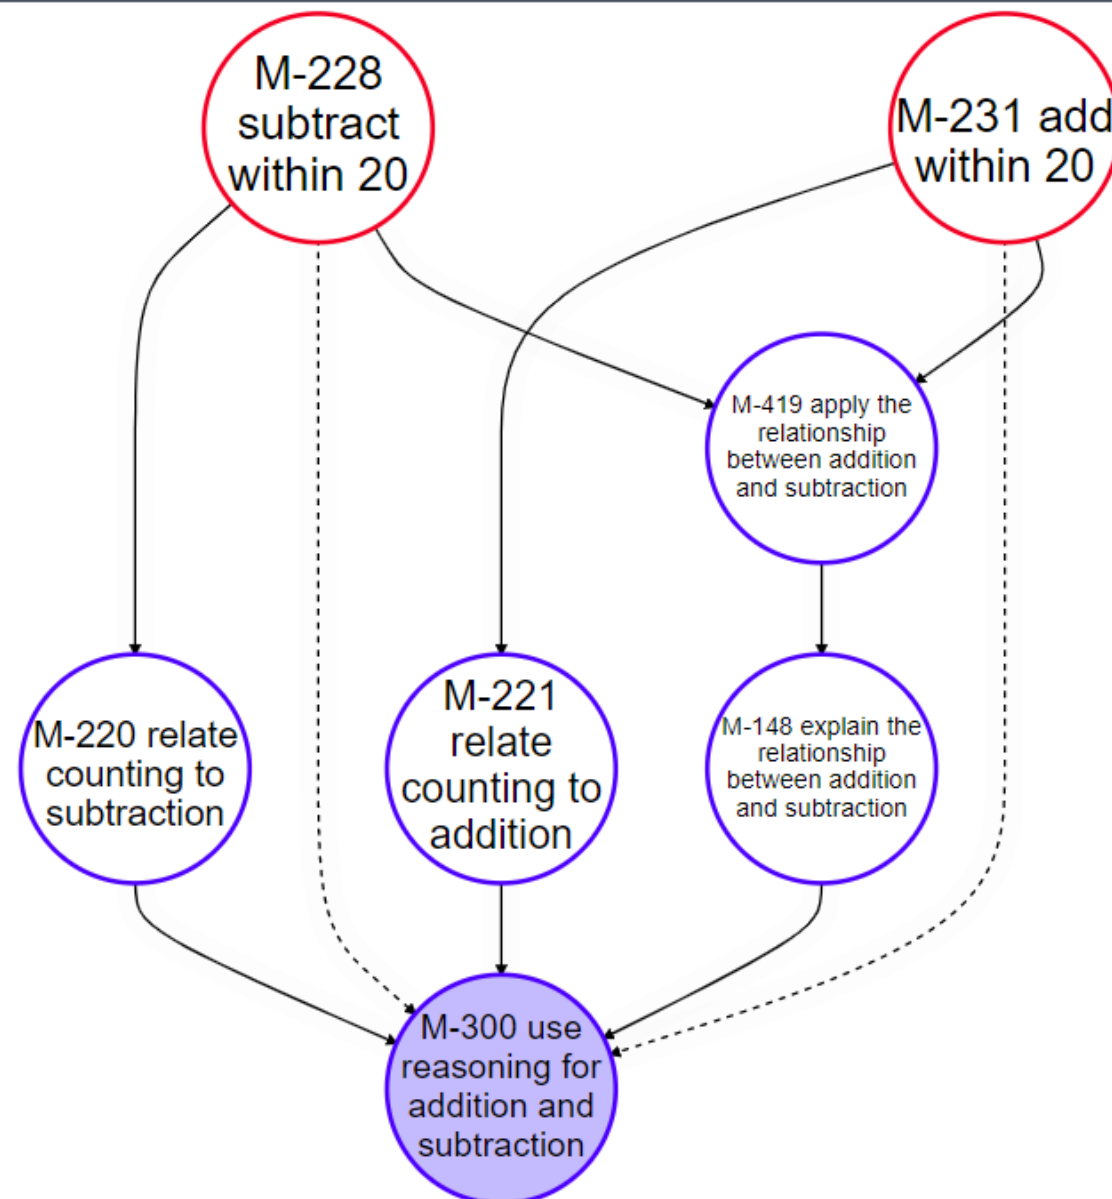 M-228
subtract
within 20
M-231 add
within 20
M-419 apply the
relationship
between addition
and subtraction
M-220 relate
counting to
subtraction
M-221
relate
counting to
addition
M-148 explain the
relationship
between addition
and subtraction
M-300 use
reasoning for
addition and
subtraction